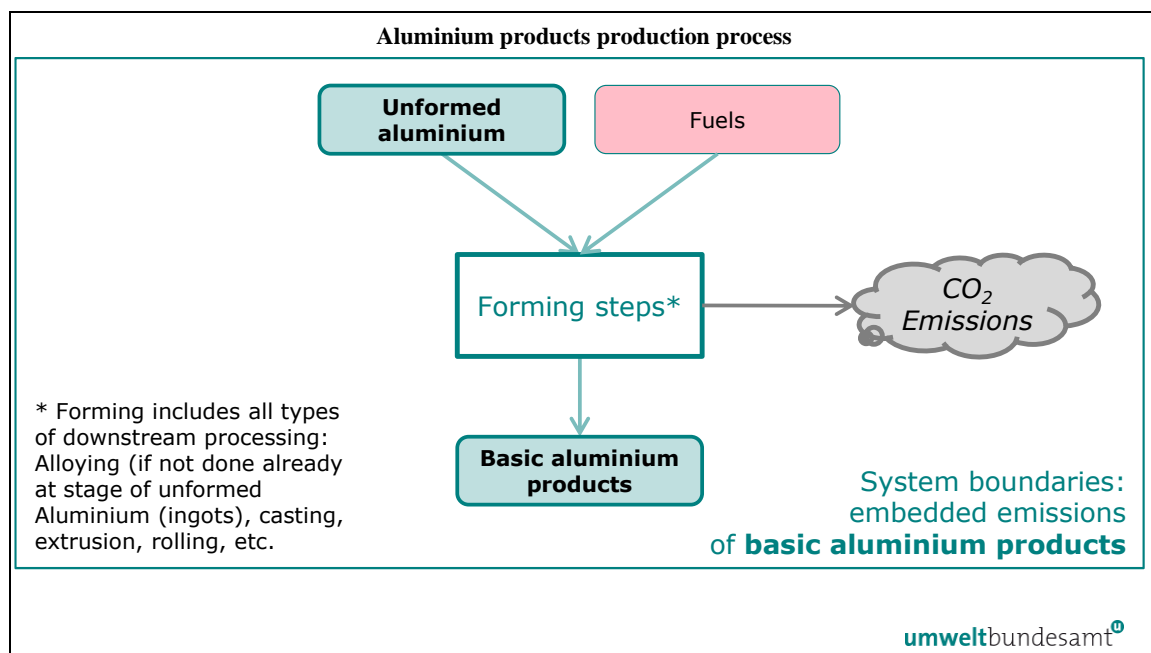 Aluminium products production process
Unformed
aluminium
Fuels
Forming steps*
CO2
Emissions
* Forming includes all types
of downstream processing:
Alloying (if not done already
at stage of unformed
Aluminium (ingots), casting,
extrusion, rolling, etc.
Basic aluminium
products
System boundaries:
embedded emissions
of basic aluminium products
umweltbundesamt u